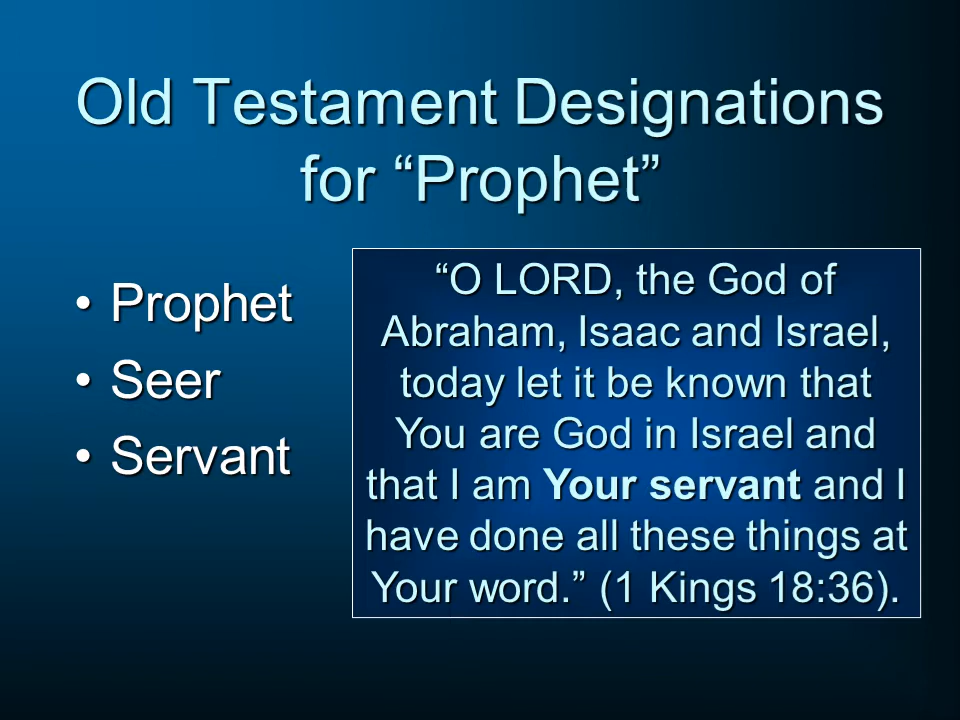 Old Testament Designations
for “Prophet”
• Prophet
• Seer
• Servant
“O LORD, the God of
Abraham, Isaac and Israel,
today let it be known that
You are God in Israel and
that I am Your servant and I
have done all these things at
Your word.” (1 Kings 18:36).